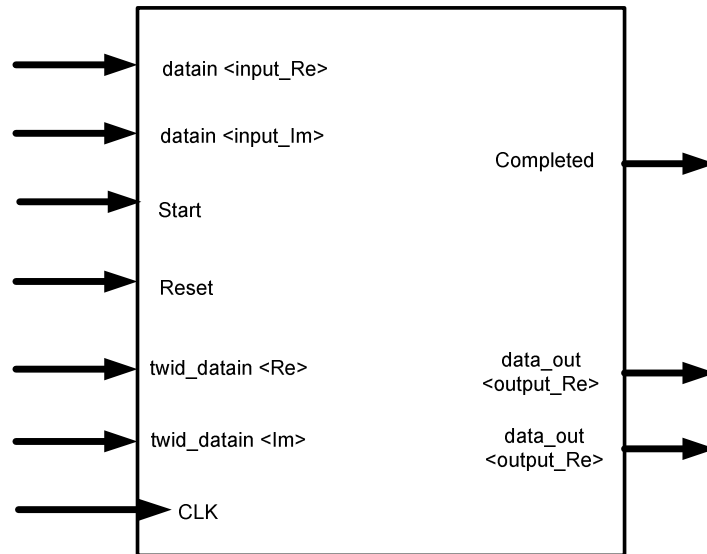 datain <input_Re>
datain <input_Im>
Start
Reset
twid_datain <Re>
twid_datain <Im>
CLK
Completed
data_out
<output_Re>
data_out
<output_Re>